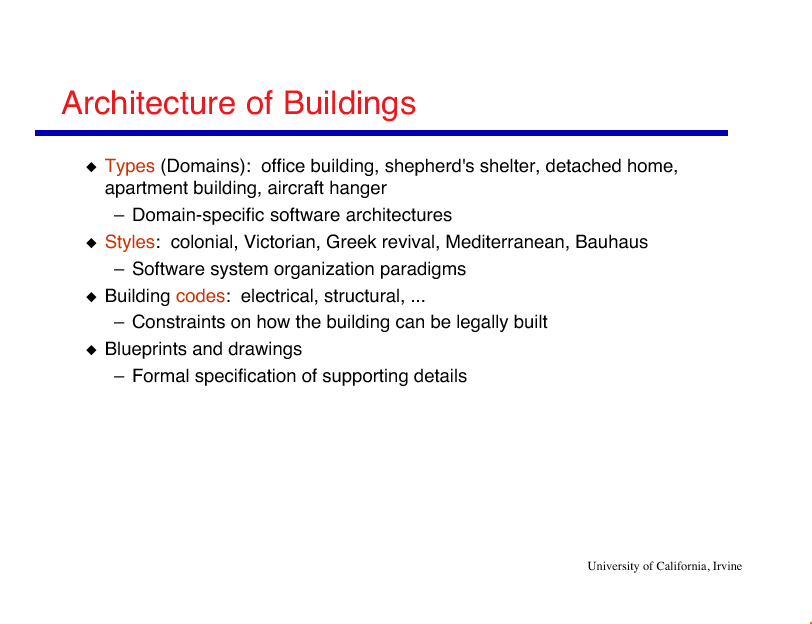 Architecture of Buildings
◆ Types (Domains): office building, shepherd's shelter, detached home,
apartment building, aircraft hanger
– Domain-specific software architectures
◆ Styles: colonial, Victorian, Greek revival, Mediterranean, Bauhaus
– Software system organization paradigms
◆ Building codes: electrical, structural, ...
– Constraints on how the building can be legally built
◆ Blueprints and drawings
– Formal specification of supporting details
University of California, Irvine